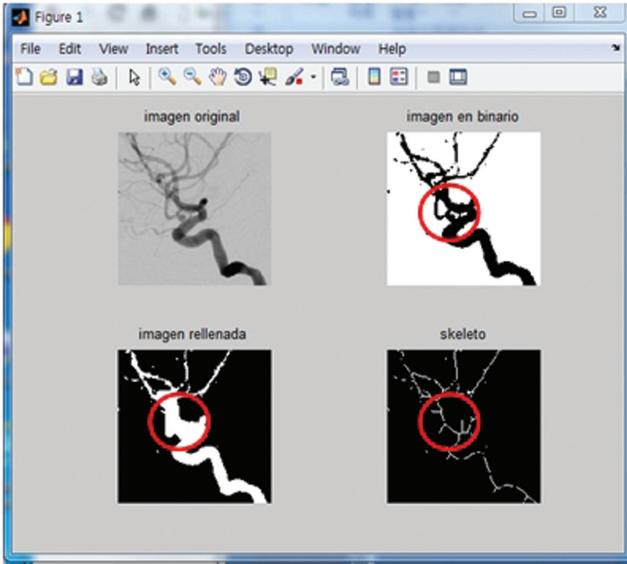 Figure 1
File Edit View Insert Tools Desktop Window Help
imagen original
imagen en binario
imagen rellenada
skeleto